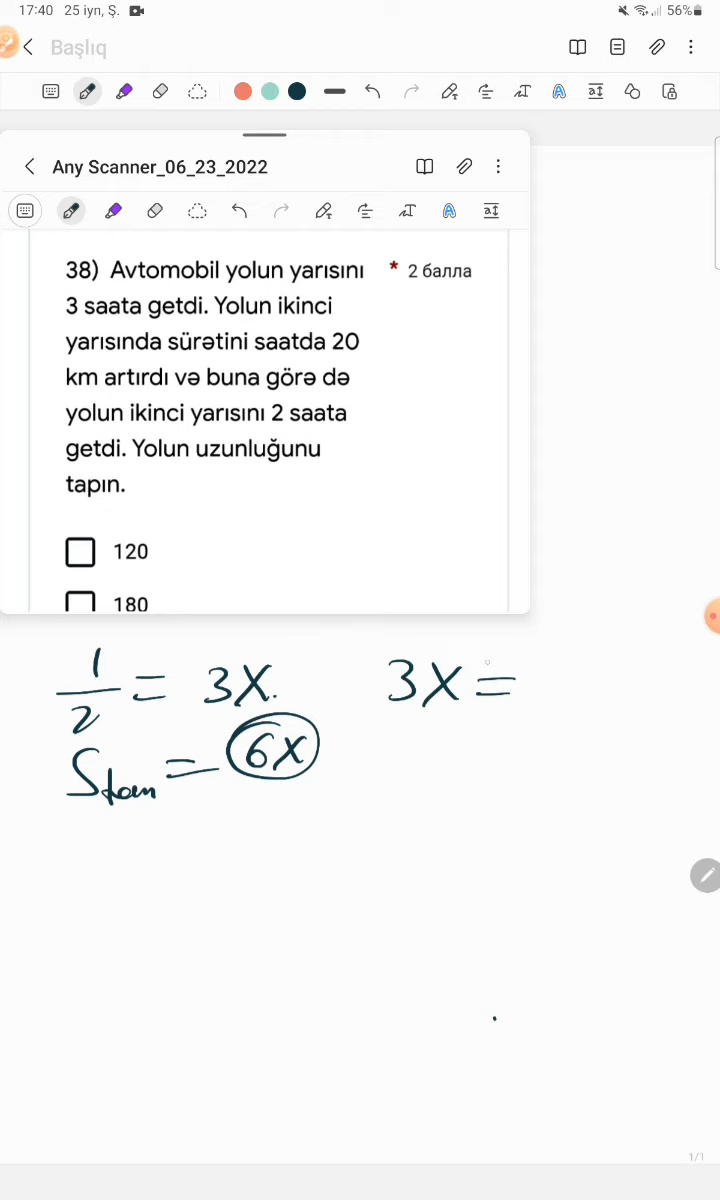 17:40 25 iyn, Ş. 56%
Başlıq
Any Scanner_06_23_2022
38) Avtomobil yolun yarısını * 2 балла
3 saata getdi. Yolun ikinci
yarısında sürətini saatda 20
km artırdı və buna görə də
yolun ikinci yarısını 2 saata
getdi. Yolun uzunluğunu
tapın.
120
180
1/2 = 3X. 3X =
Stam = 6X
1/1